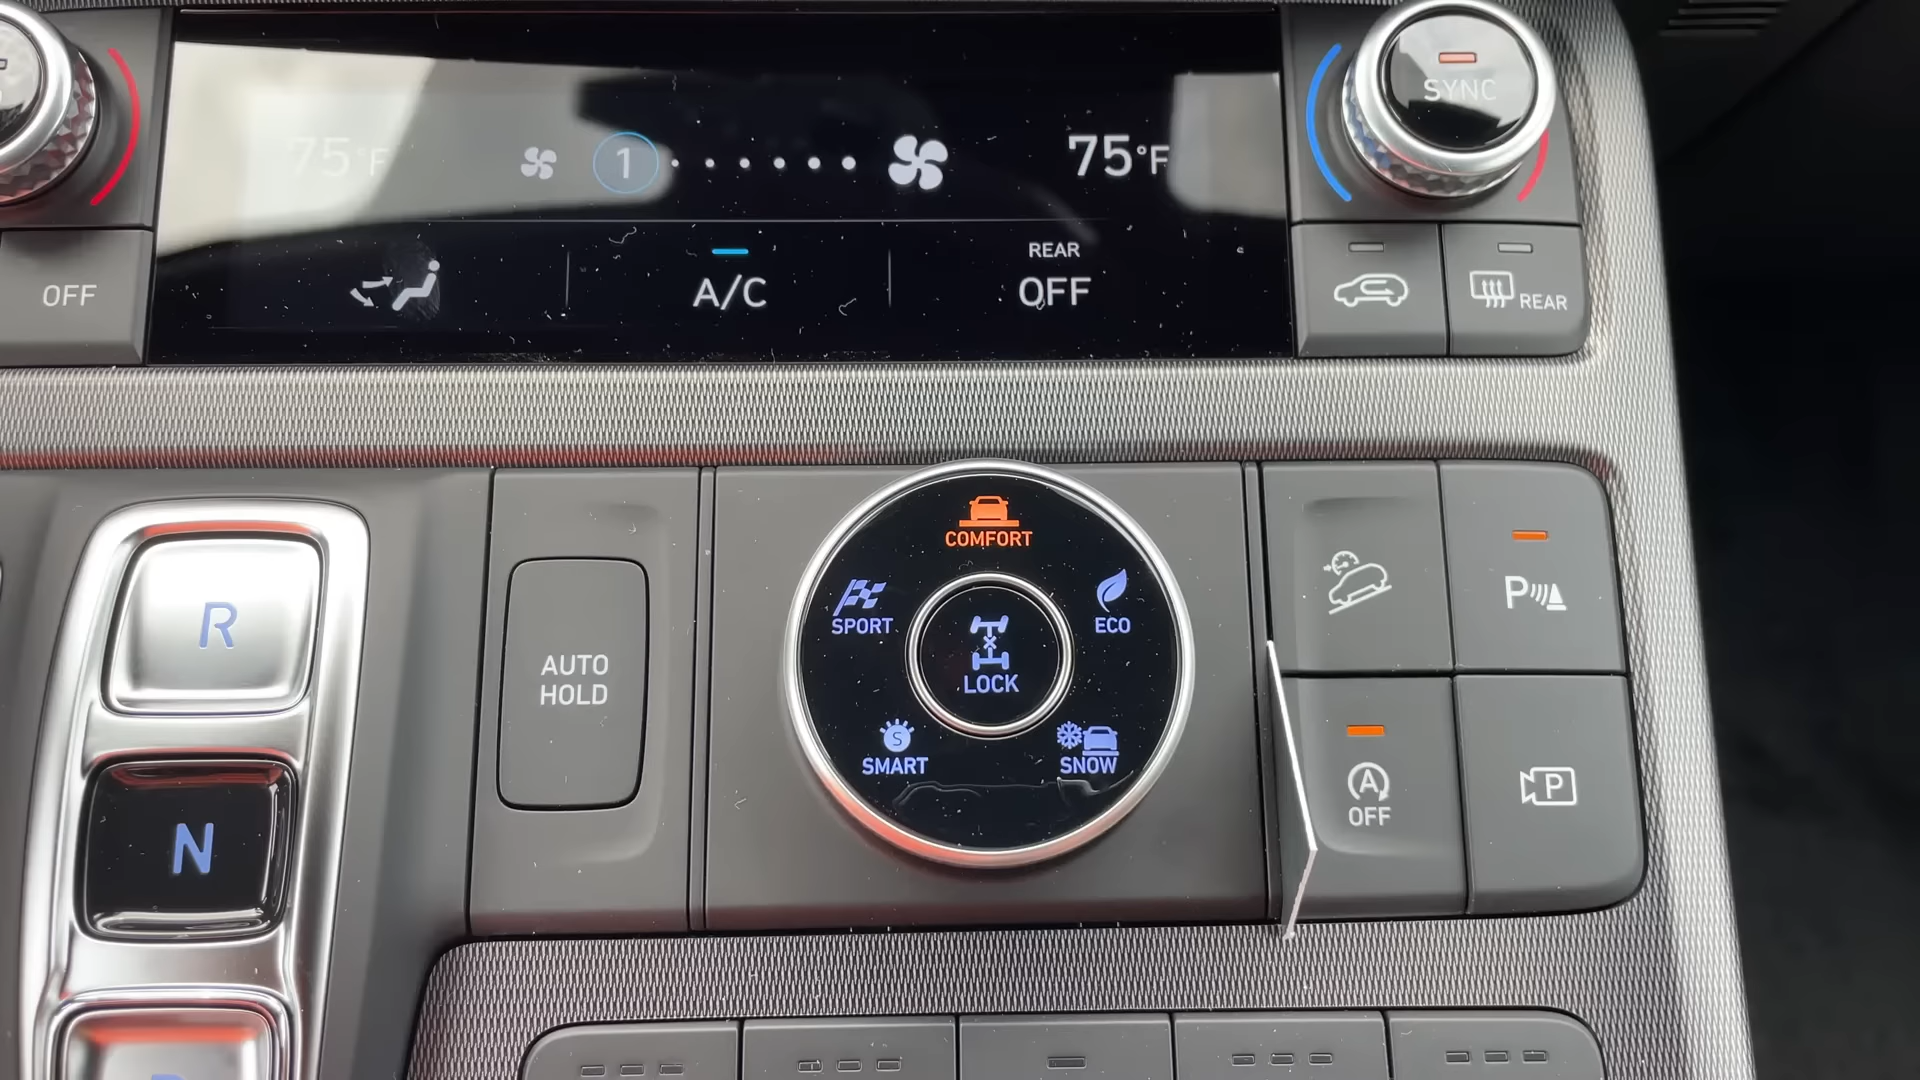 75°F
1
75°F
SYNC
OFF
A/C
REAR
OFF
REAR
COMFORT
SPORT
ECO
LOCK
SMART
SNOW
R
N
AUTO
HOLD
P
A
OFF
P
S